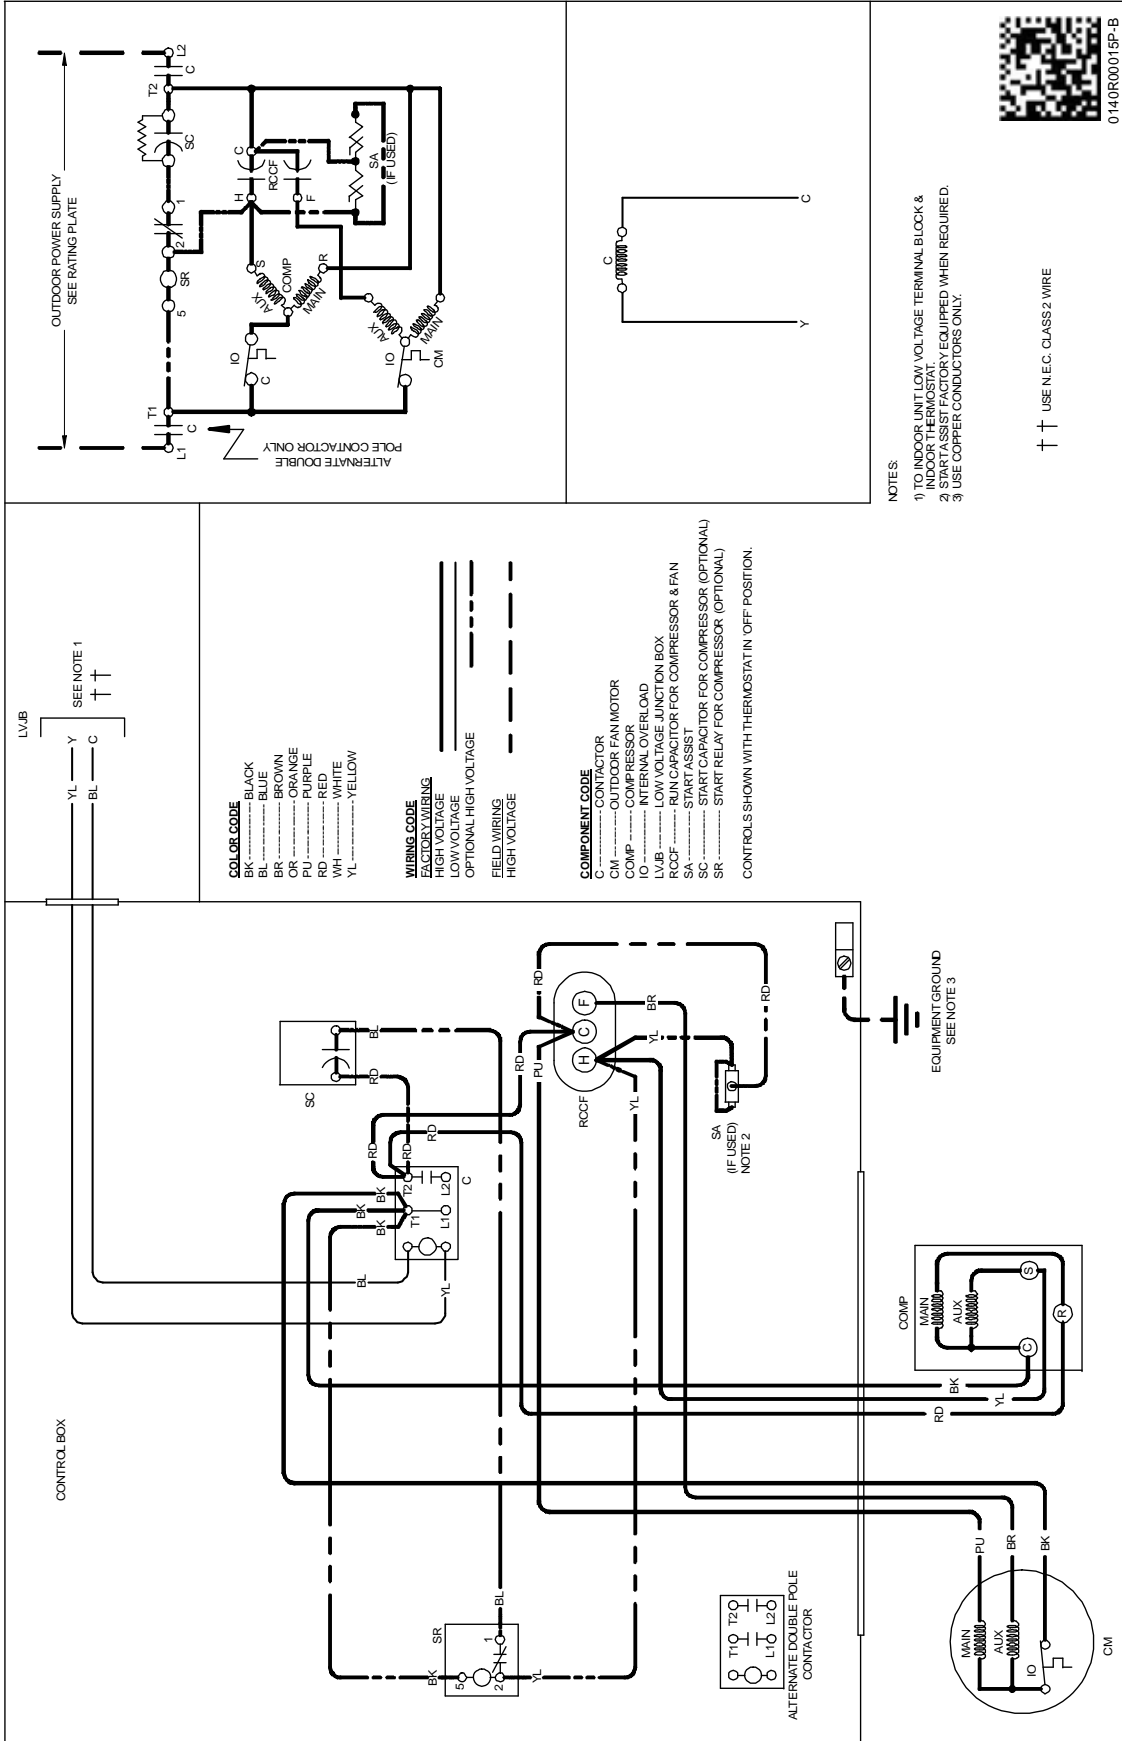 CONTROL BOX
LVJB
SEE NOTE 1
††
Y
C
YL
BL
BL
YL
BK
BK
BK
T1
T2
L1
L2
C
RD
RD
RD
RD
BL
SC
SR
BK
5
2
1
BL
YL
RD
PU
RD
H
C
F
RCCF
BR
YL
YL
RD
SA
(IF USED)
NOTE 2
ALTERNATE DOUBLE POLE
CONTACTOR
T1
T2
L1
L2
COMP
MAIN
AUX
C
S
R
BK
YL
RD
PU
BR
BK
MAIN
AUX
IO
CM
EQUIPMENT GROUND
SEE NOTE 3
COLOR CODE
BK ---------- BLACK
BL ---------- BLUE
BR ---------- BROWN
OR ---------- ORANGE
PU ---------- PURPLE
RD ---------- RED
WH ---------- WHITE
YL ---------- YELLOW
WIRING CODE
FACTORY WIRING
HIGH VOLTAGE
LOW VOLTAGE
OPTIONAL HIGH VOLTAGE
FIELD WIRING
HIGH VOLTAGE
COMPONENT CODE
C ---------- CONTACTOR
CM ---------- OUTDOOR FAN MOTOR
COMP ------- COMPRESSOR
IO ---------- INTERNAL OVERLOAD
LVJB -------- LOW VOLTAGE JUNCTION BOX
RCCF ------- RUN CAPACITOR FOR COMPRESSOR & FAN
SA ---------- START ASSIST
SC ---------- START CAPACITOR FOR COMPRESSOR (OPTIONAL)
SR ---------- START RELAY FOR COMPRESSOR (OPTIONAL)
CONTROLS SHOWN WITH THERMOSTAT IN 'OFF' POSITION.
OUTDOOR POWER SUPPLY
SEE RATING PLATE
L1
C
T1
5
SR
2
1
SC
T2
C
L2
ALTERNATE DOUBLE
POLE CONTACTOR ONLY
IO
C
AUX
S
COMP
MAIN
R
H
C
RCCF
F
SA
(IF USED)
IO
AUX
MAIN
CM
C
Y
C
NOTES:
1) TO INDOOR UNIT LOW VOLTAGE TERMINAL BLOCK &
INDOOR THERMOSTAT.
2) START ASSIST FACTORY EQUIPPED WHEN REQUIRED.
3) USE COPPER CONDUCTORS ONLY.
†† USE N.E.C. CLASS 2 WIRE
0140R00015P-B